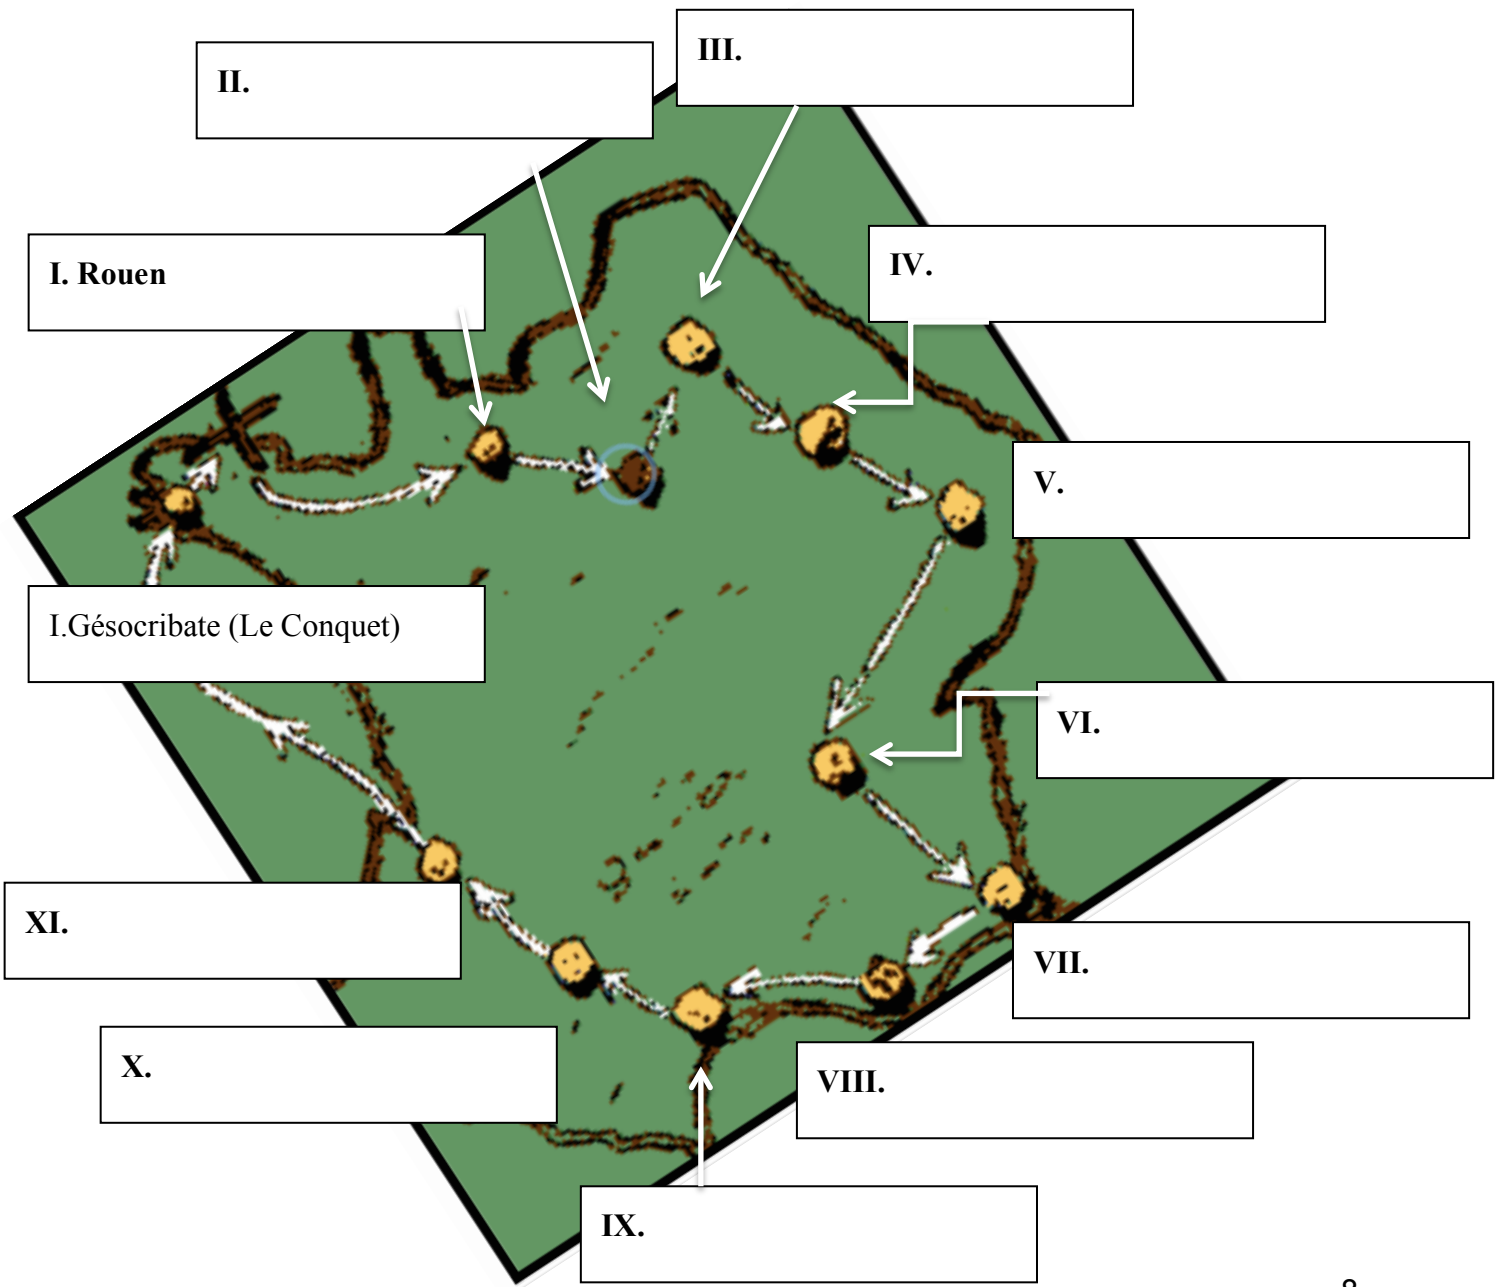 III.
II.
IV.
I. Rouen
V.
I.Gésocribate (Le Conquet)
VI.
XI.
VII.
X.
VIII.
IX.